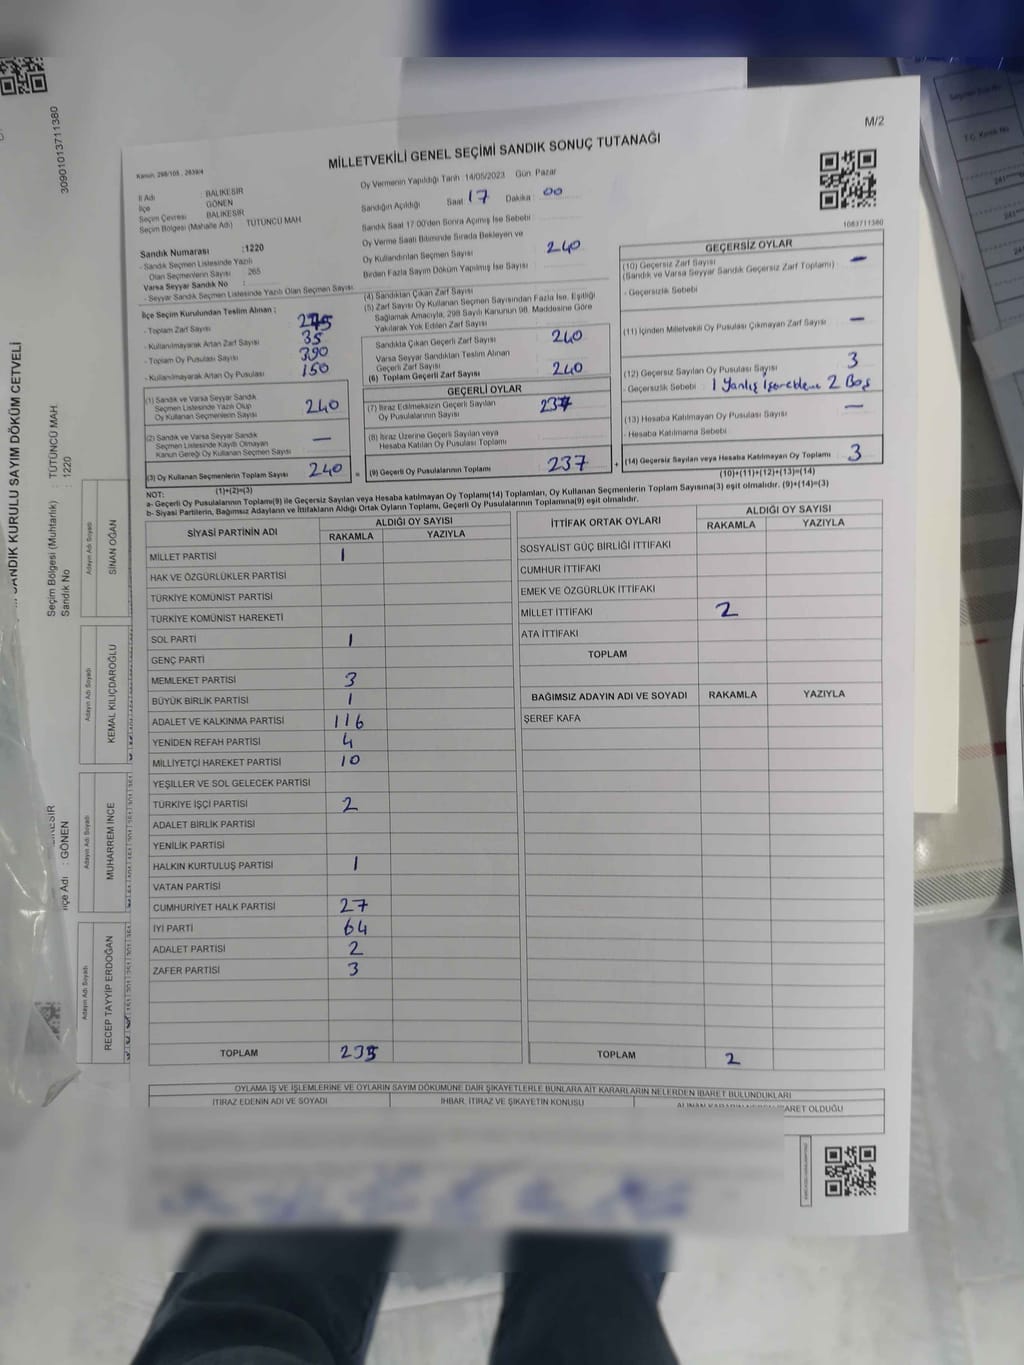 M/2
Kanun: 298/105 , 2839/4
MİLLETVEKİLİ GENEL SEÇİMİ SANDIK SONUÇ TUTANAĞI
İl Adı : BALIKESİR
İlçe : GÖNEN
Seçim Çevresi : BALIKESİR
Seçim Bölgesi (Mahalle Adı) : TÜTÜNCÜ MAH.
Sandık Numarası :1220
- Sandık Seçmen Listesinde Yazılı
Olan Seçmenlerin Sayısı : 265
Varsa Seyyar Sandık No :
- Seyyar Sandık Seçmen Listesinde Yazılı Olan Seçmen Sayısı
Oy Vermenin Yapıldığı Tarih :14/05/2023 Gün: Pazar
Sandığın Açıldığı Saat: 17 Dakika: 00
Sandık Saat 17:00'den Sonra Açmış İse Sebebi
Oy Verme Saati Bitiminde Sırada Bekleyen ve
Oy Kullandırılan Seçmen Sayısı 240
Birden Fazla Sayım Döküm Yapılmış İse Sayısı
1083711380
İlçe Seçim Kurulundan Teslim Alınan ;
- Toplam Zarf Sayısı 275
- Kullanılmayarak Artan Zarf Sayısı 35
- Toplam Oy Pusulası Sayısı 390
- Kullanılmayarak Artan Oy Pusulası 150
(1) Sandık ve Varsa Seyyar Sandık
Seçmen Listesinde Yazılı Olup
Oy Kullanan Seçmenlerin Sayısı 240
(2) Sandık ve Varsa Seyyar Sandık
Seçmen Listesinde Kayıtlı Olmayan
Kanun Gereği Oy Kullanan Seçmen Sayısı —
(3) Oy Kullanan Seçmenlerin Toplam Sayısı 240
(1)+(2)=(3)
(4) Sandıktan Çıkan Zarf Sayısı
(5) Zarf Sayısı Oy Kullanan Seçmen Sayısından Fazla İse, Eşitliği
Sağlamak Amacıyla, 298 Sayılı Kanunun 98. Maddesine Göre
Yakılarak Yok Edilen Zarf Sayısı
Sandıkta Çıkan Geçerli Zarf Sayısı 240
Varsa Seyyar Sandıktan Teslim Alınan
Geçerli Zarf Sayısı
(6) Toplam Geçerli Zarf Sayısı 240
GEÇERLİ OYLAR
(7) İtiraz Edilmeksizin Geçerli Sayılan
Oy Pusulalarının Sayısı 237
(8) İtiraz Üzerine Geçerli Sayılan veya
Hesaba Katılan Oy Pusulası Toplamı
= (9) Geçerli Oy Pusulalarının Toplamı 237
GEÇERSİZ OYLAR
(10) Geçersiz Zarf Sayısı —
(Sandık ve Varsa Seyyar Sandık Geçersiz Zarf Toplamı)
- Geçersizlik Sebebi
(11) İçinden Milletvekili Oy Pusulası Çıkmayan Zarf Sayısı —
(12) Geçersiz Sayılan Oy Pusulası Sayısı 3
- Geçersizlik Sebebi 1 Yanlış 2 Boş
(13) Hesaba Katılmayan Oy Pusulası Sayısı —
- Hesaba Katılmama Sebebi
+ (14) Geçersiz Sayılan veya Hesaba Katılmayan Oy Toplamı 3
(10)+(11)+(12)+(13)=(14)
NOT:
a- Geçerli Oy Pusulalarının Toplamı(9) ile Geçersiz Sayılan veya Hesaba katılmayan Oy Toplamı(14) Toplamları, Oy Kullanan Seçmenlerin Toplam Sayısına(3) eşit olmalıdır. (9)+(14)=(3)
b- Siyasi Partilerin, Bağımsız Adayların ve İttifakların Aldığı Ortak Oyların Toplamı, Geçerli Oy Pusulalarının Toplamına(9) eşit olmalıdır.
SİYASİ PARTİNİN ADI ALDIĞI OY SAYISI
RAKAMLA YAZIYLA
MİLLET PARTİSİ 1
HAK VE ÖZGÜRLÜKLER PARTİSİ
TÜRKİYE KOMÜNİST PARTİSİ
TÜRKİYE KOMÜNİST HAREKETİ
SOL PARTİ 1
GENÇ PARTİ
MEMLEKET PARTİSİ 3
BÜYÜK BİRLİK PARTİSİ 1
ADALET VE KALKINMA PARTİSİ 116
YENİDEN REFAH PARTİSİ 4
MİLLİYETÇİ HAREKET PARTİSİ 10
YEŞİLLER VE SOL GELECEK PARTİSİ
TÜRKİYE İŞÇİ PARTİSİ 2
ADALET BİRLİK PARTİSİ
YENİLİK PARTİSİ
HALKIN KURTULUŞ PARTİSİ 1
VATAN PARTİSİ
CUMHURİYET HALK PARTİSİ 27
İYİ PARTİ 64
ADALET PARTİSİ 2
ZAFER PARTİSİ 3
TOPLAM 235
İTTİFAK ORTAK OYLARI ALDIĞI OY SAYISI
RAKAMLA YAZIYLA
SOSYALİST GÜÇ BİRLİĞİ İTTİFAKI
CUMHUR İTTİFAKI
EMEK VE ÖZGÜRLÜK İTTİFAKI
MİLLET İTTİFAKI 2
ATA İTTİFAKI
TOPLAM
BAĞIMSIZ ADAYIN ADI VE SOYADI RAKAMLA YAZIYLA
ŞEREF KAFA
TOPLAM 2
OYLAMA İŞ VE İŞLEMLERİNE VE OYLARIN SAYIM DÖKÜMÜNE DAİR ŞİKAYETLERLE BUNLARA AİT KARARLARIN NELERDEN İBARET BULUNDUKLARI
İTİRAZ EDENİN ADI VE SOYADI İHBAR, İTİRAZ VE ŞİKAYETİN KONUSU
ARET OLDUĞU
SANDIK KURULU SAYIM DÖKÜM CETVELİ
30901013711380
Seçim Bölgesi (Muhtarlık) : TÜTÜNCÜ MAH.
Sandık No : 1220
İlçe Adı : GÖNEN
Adayın Adı Soyadı SİNAN OĞAN
Adayın Adı Soyadı KEMAL KILIÇDAROĞLU
Adayın Adı Soyadı MUHARREM İNCE
Adayın Adı Soyadı RECEP TAYYİP ERDOĞAN
T.C. Kimlik No